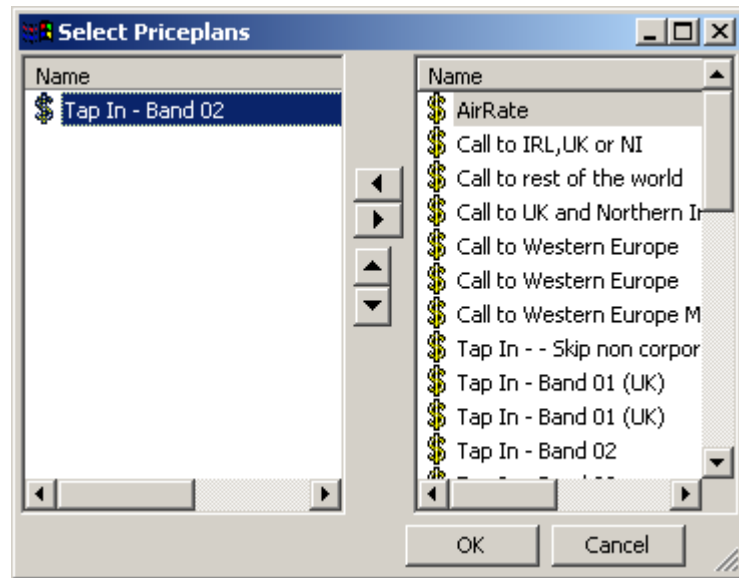 Select Priceplans
Name
Tap In - Band 02
Name
AirRate
Call to IRL,UK or NI
Call to rest of the world
Call to UK and Northern Ir
Call to Western Europe
Call to Western Europe
Call to Western Europe M
Tap In - - Skip non corpor
Tap In - Band 01 (UK)
Tap In - Band 01 (UK)
Tap In - Band 02
OK
Cancel